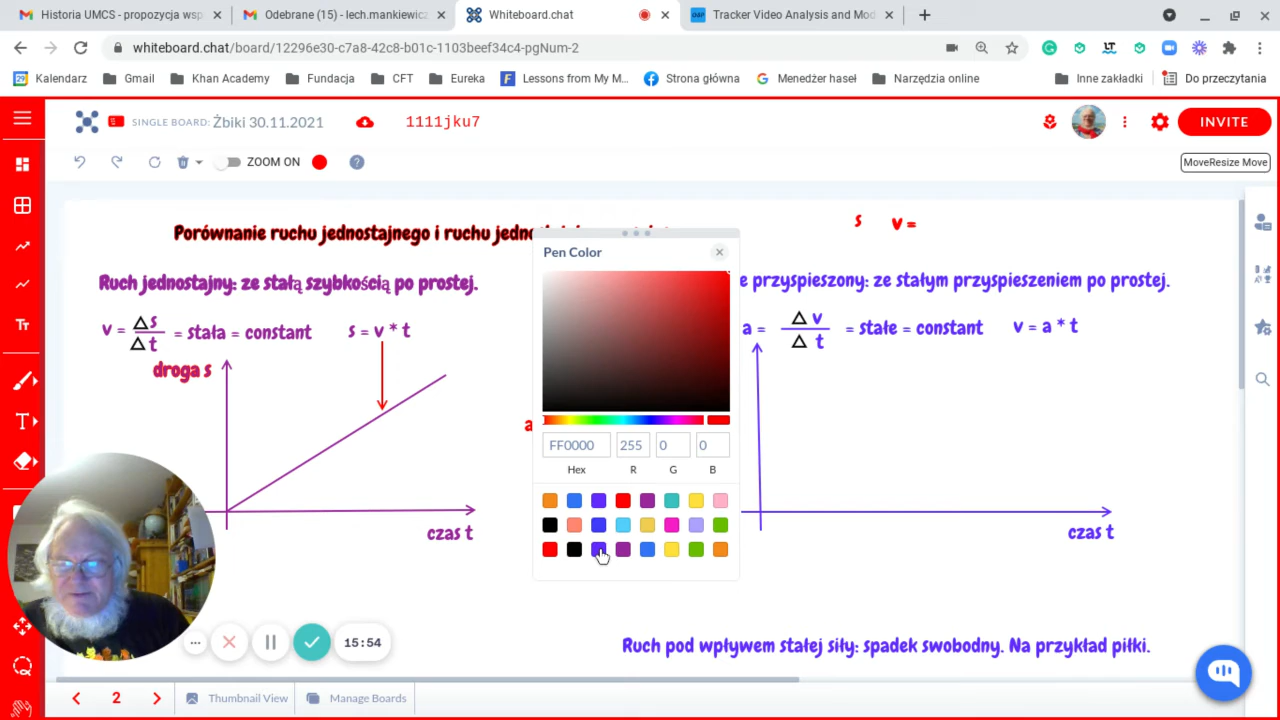 Historia UMCS - propozycja wsp
Odebrane (15) - lech.mankiewicz
Whiteboard.chat
Tracker Video Analysis and Mod
whiteboard.chat/board/12296e30-c7a8-42c8-b01c-1103beef34c4-pgNum-2
Kalendarz
Gmail
Khan Academy
Fundacja
CFT
Eureka
Lessons from My M...
Strona główna
Menedżer haseł
Narzędzia online
Inne zakładki
Do przeczytania
SINGLE BOARD: Żbiki 30.11.2021
1111jku7
INVITE
ZOOM ON
MoveResize Move
Porównanie ruchu jednostajnego i ruchu
s v =
Ruch jednostajny: ze stałą szybkością po prostej.
e przyspieszony: ze stałym przyspieszeniem po prostej.
v = Δs / Δt = stała = constant s = v * t
a = Δ v / Δ t = stałe = constant v = a * t
droga s
czas t
a
czas t
Pen Color
FF0000 255 0 0
Hex R G B
15:54
Ruch pod wpływem stałej siły: spadek swobodny. Na przykład piłki.
2
Thumbnail View
Manage Boards